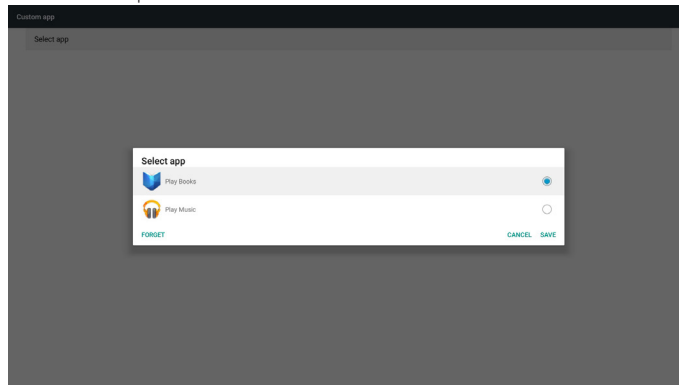 Custom app
Select app
Select app
Play Books
Play Music
FORGET CANCEL SAVE